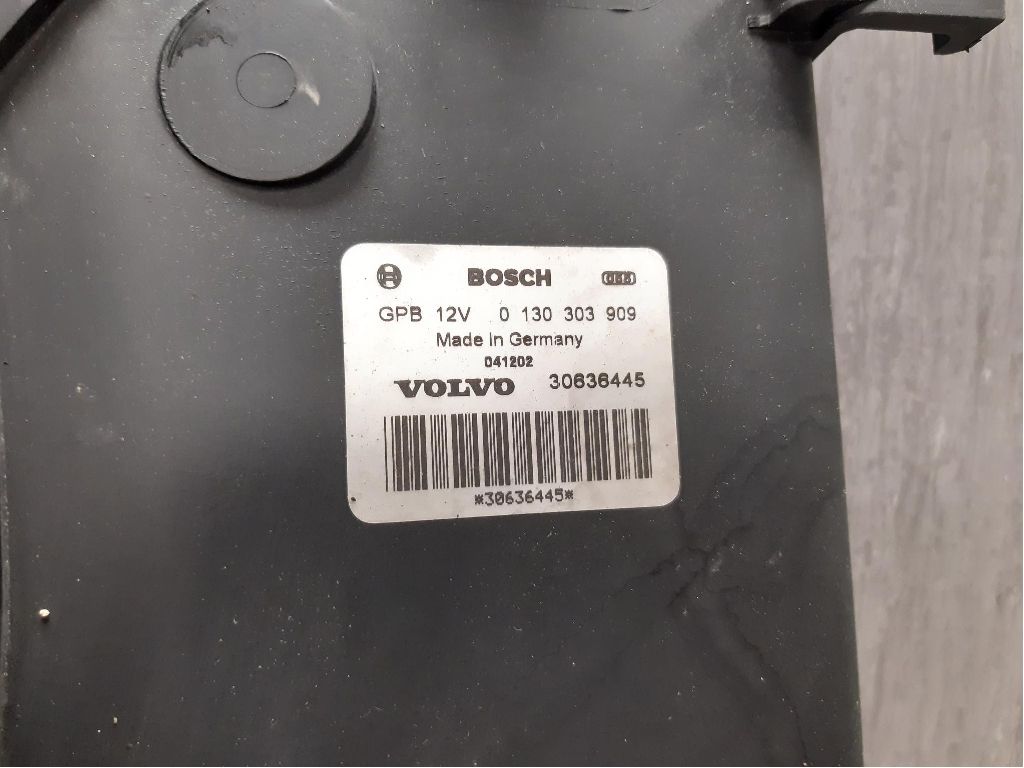 BOSCH
GPB 12V 0 130 303 909
Made in Germany
041202
VOLVO 30636445
*30636445*